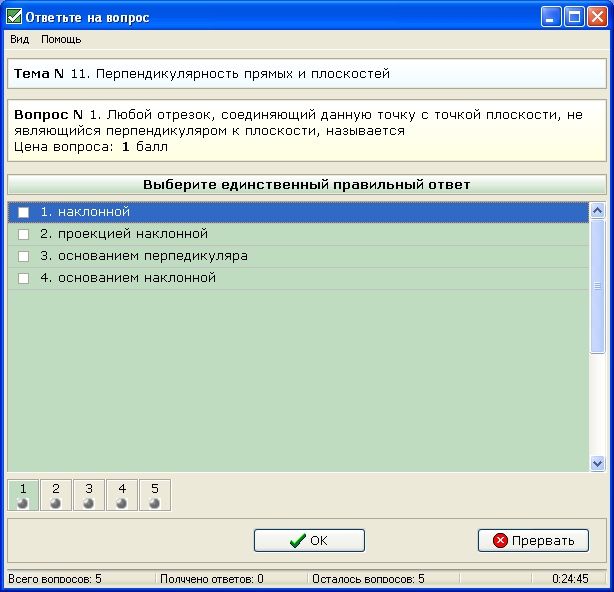 Ответьте на вопрос
Вид Помощь
Тема N 11. Перпендикулярность прямых и плоскостей
Вопрос N 1. Любой отрезок, соединяющий данную точку с точкой плоскости, не
являющийся перпендикуляром к плоскости, называется
Цена вопроса: 1 балл
Выберите единственный правильный ответ
1. наклонной
2. проекцией наклонной
3. основанием перпедикуляра
4. основанием наклонной
1 2 3 4 5
OK Прервать
Всего вопросов: 5 Получено ответов: 0 Осталось вопросов: 5 0:24:45